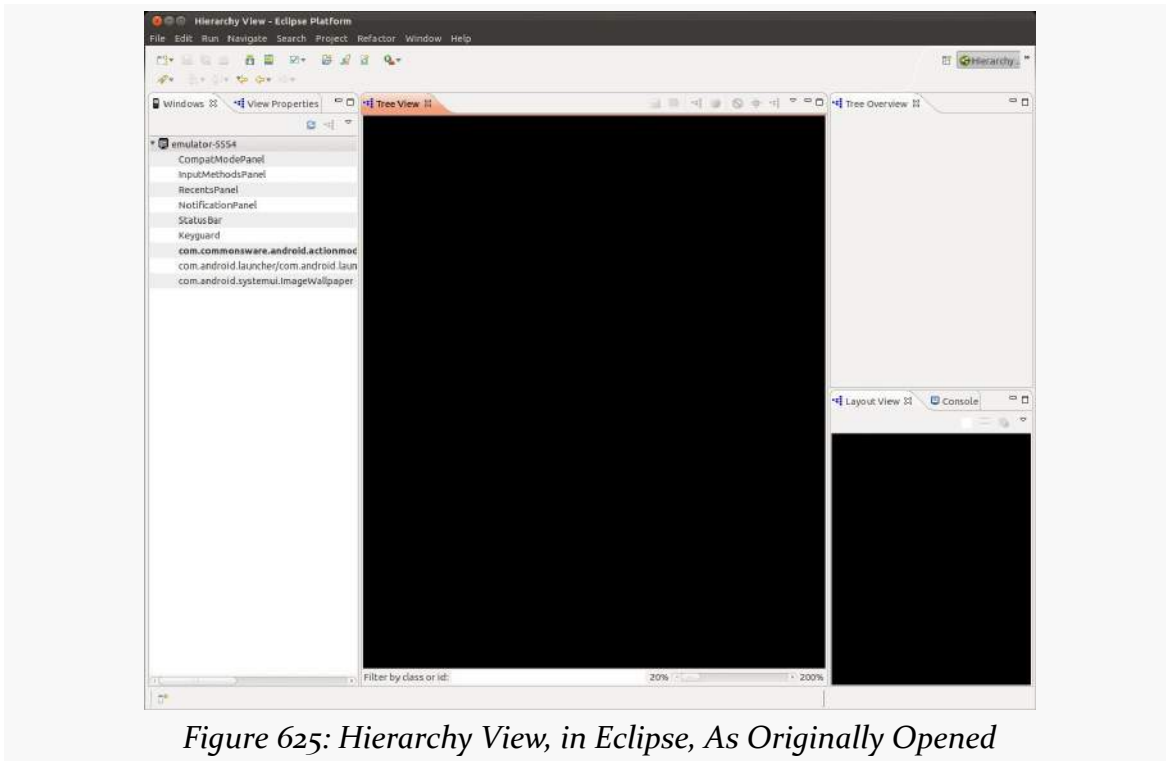 Hierarchy View - Eclipse Platform
File Edit Run Navigate Search Project Refactor Window Help
Hierarchy
Windows View Properties
Tree View
Tree Overview
emulator-5554
CompatModePanel
InputMethodsPanel
RecentsPanel
NotificationPanel
StatusBar
Keyguard
com.commonsware.android.actionmod
com.android.launcher/com.android.laun
com.android.systemui.ImageWallpaper
Layout View Console
Filter by class or id:
20% 200%
Figure 625: Hierarchy View, in Eclipse, As Originally Opened